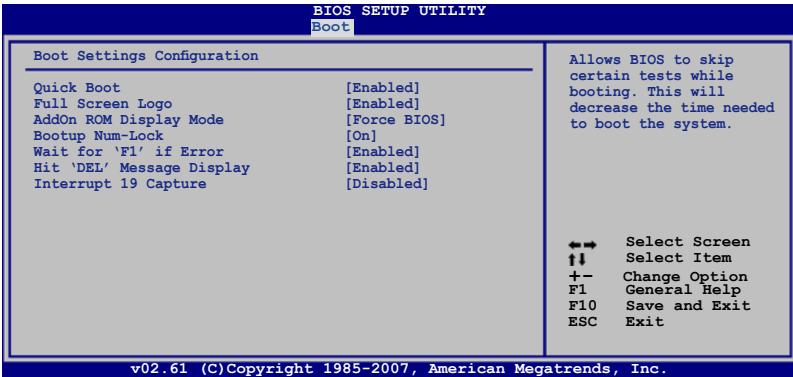 BIOS SETUP UTILITY
Boot
Boot Settings Configuration
Quick Boot [Enabled]
Full Screen Logo [Enabled]
AddOn ROM Display Mode [Force BIOS]
Bootup Num-Lock [On]
Wait for ‘F1’ if Error [Enabled]
Hit ‘DEL’ Message Display [Enabled]
Interrupt 19 Capture [Disabled]
Allows BIOS to skip
certain tests while
booting. This will
decrease the time needed
to boot the system.
←→ Select Screen
↑↓ Select Item
+- Change Option
F1 General Help
F10 Save and Exit
ESC Exit
v02.61 (C)Copyright 1985-2007, American Megatrends, Inc.